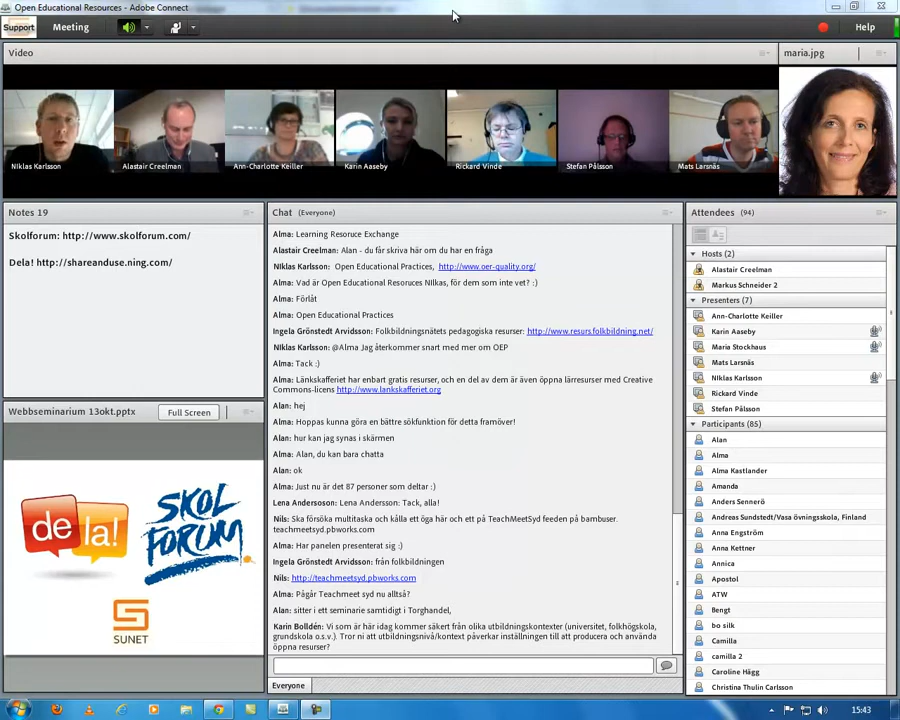 Open Educational Resources - Adobe Connect
Support Meeting Help
Video
maria.jpg
NIklas Karlsson
Alastair Creelman
Ann-Charlotte Keiller
Karin Aaseby
Rickard Vinde
Stefan Pålsson
Mats Larsnäs
Notes 19
Skolforum: http://www.skolforum.com/
Dela! http://shareanduse.ning.com/
Webbseminarium 13okt.pptx
Full Screen
de
la!
SKOL
FORUM
SUNET
Chat (Everyone)
Alma: Learning Resoruce Exchange
Alastair Creelman: Alan - du får skriva här om du har en fråga
NIklas Karlsson: Open Educational Practices, http://www.oer-quality.org/
Alma: Vad är Open Educational Resoruces NIlkas, för dem som inte vet? :)
Alma: Förlåt
Alma: Open Educational Practices
Ingela Grönstedt Arvidsson: Folkbildningsnätets pedagogiska resurser: http://www.resurs.folkbildning.net/
NIklas Karlsson: @Alma Jag återkommer snart med mer om OEP
Alma: Tack :)
Alma: Länkskafferiet har enbart gratis resurser, och en del av dem är även öppna lärresurser med Creative
Commons-licens http://www.lankskafferiet.org
Alan: hej
Alma: Hoppas kunna göra en bättre sökfunktion för detta framöver!
Alan: hur kan jag synas i skärmen
Alma: Alan, du kan bara chatta
Alan: ok
Alma: Just nu är det 87 personer som deltar :)
Lena Andersoson: Lena Andersson: Tack, alla!
Nils: Ska försöka multitaska och kålla ett öga här och ett på TeachMeetSyd feeden på bambuser.
teachmeetsyd.pbworks.com
Alma: Har panelen presenterat sig :)
Ingela Grönstedt Arvidsson: från folkbildningen
Nils: http://teachmeetsyd.pbworks.com
Alma: Pågår Teachmeet syd nu alltså?
Alan: sitter i ett seminarie samtidigt i Torghandel,
Karin Bolldén: Vi som är här idag kommer säkert från olika utbildningskontexter (universitet, folkhögskola,
grundskola o.s.v.). Tror ni att utbildningsnivå/kontext påverkar inställningen till att producera och använda
öppna resurser?
Everyone
Attendees (94)
Hosts (2)
Alastair Creelman
Markus Schneider 2
Presenters (7)
Ann-Charlotte Keiller
Karin Aaseby
Maria Stockhaus
Mats Larsnäs
NIklas Karlsson
Rickard Vinde
Stefan Pålsson
Participants (85)
Alan
Alma
Alma Kastlander
Amanda
Anders Sennerö
Andreas Sundstedt/Vasa övningsskola, Finland
Anna Engström
Anna Kettner
Annica
Apostol
ATW
Bengt
bo silk
Camilla
camilla 2
Caroline Hägg
Christina Thulin Carlsson
15:43